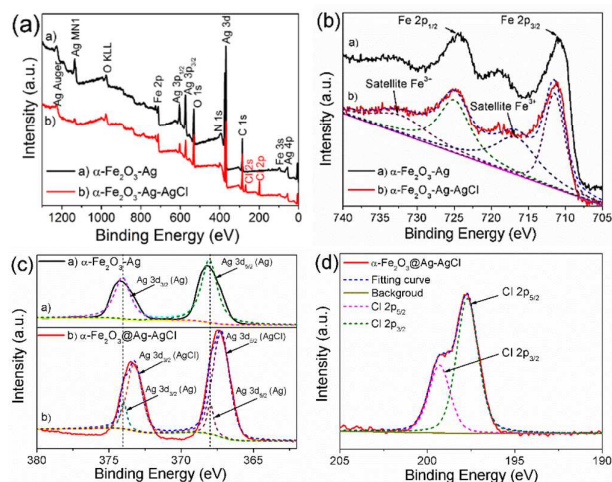 (a)
a)
b)
Ag Auger
Ag MN1
O KLL
Fe 2p
Ag 3p1/2
Ag 3p3/2
O 1s
N 1s
Ag 3d
C 1s
Cl 2s
Cl 2p
Fe 3s
Ag 4p
a) α-Fe2O3-Ag
b) α-Fe2O3-Ag-AgCl
Intensity (a.u.)
1200 1000 800 600 400 200 0
Binding Energy (eV)
(b)
Fe 2p1/2
Fe 2p3/2
a)
Satellite Fe3-
b)
Satellite Fe3+
a) α-Fe2O3-Ag
b) α-Fe2O3-Ag-AgCl
Intensity (a.u.)
740 735 730 725 720 715 710 705
Binding Energy (eV)
(c)
a) α-Fe2O3-Ag
Ag 3d3/2 (Ag)
Ag 3d5/2 (Ag)
a)
b) α-Fe2O3@Ag-AgCl
Ag 3d3/2 (AgCl)
Ag 3d5/2 (AgCl)
Ag 3d3/2 (Ag)
Ag 3d5/2 (Ag)
b)
Intensity (a.u.)
380 375 370 365
Binding Energy (eV)
(d)
α-Fe2O3@Ag-AgCl
Fitting curve
Backgroud
Cl 2p5/2
Cl 2p3/2
Cl 2p5/2
Cl 2p3/2
Intensity (a.u.)
205 200 195 190
Binding Energy (eV)